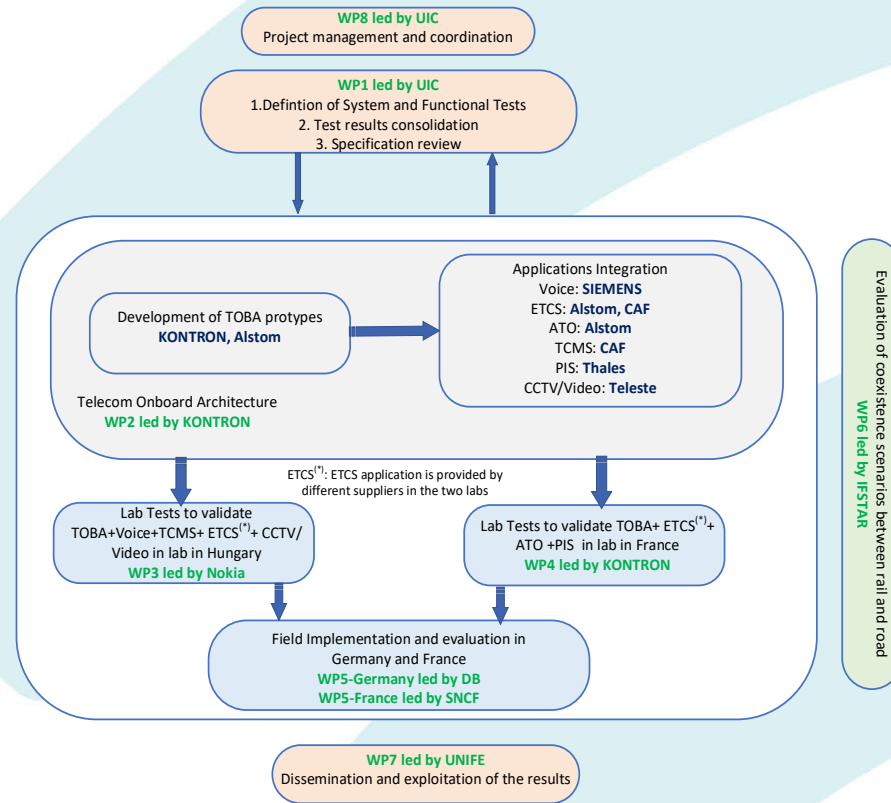 WP8 led by UIC
Project management and coordination
WP1 led by UIC
1.Defintion of System and Functional Tests
2. Test results consolidation
3. Specification review
Development of TOBA protypes
KONTRON, Alstom
Applications Integration
Voice: SIEMENS
ETCS: Alstom, CAF
ATO: Alstom
TCMS: CAF
PIS: Thales
CCTV/Video: Teleste
Telecom Onboard Architecture
WP2 led by KONTRON
ETCS(*): ETCS application is provided by
different suppliers in the two labs
Lab Tests to validate
TOBA+Voice+TCMS+ ETCS(*)+ CCTV/
Video in lab in Hungary
WP3 led by Nokia
Lab Tests to validate TOBA+ ETCS(*)+
ATO +PIS in lab in France
WP4 led by KONTRON
Field Implementation and evaluation in
Germany and France
WP5-Germany led by DB
WP5-France led by SNCF
Evaluation of coexistence scenarios between rail and road
WP6 led by IFSTAR
WP7 led by UNIFE
Dissemination and exploitation of the results